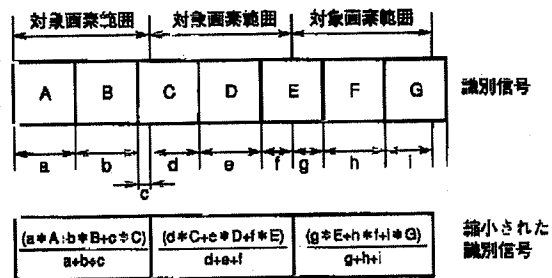 対象画素範囲 対象画素範囲 対象画素範囲
A B C D E F G 識別信号
a b c d e f g h i
(a*A+b*B+c*C) (d*C+e*D+f*E) (g*E+h*f+i*G) 縮小された
a+b+c d+e+f g+h+i 識別信号